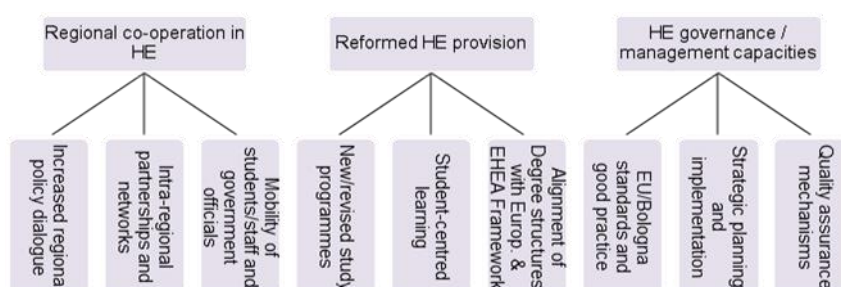 Regional co-operation in
HE
Reformed HE provision
HE governance /
management capacities
Increased regional
policy dialogue
Intra-regional
partnerships and
networks
Mobility of
students/staff and
government
officials
New/revised study
programmes
Student-centred
learning
Alignment of
Degree structures
with Europ. &
EHEA Framework
EU/Bologna
standards and
good practice
Strategic planning
and
implementation
Quality assurance
mechanisms